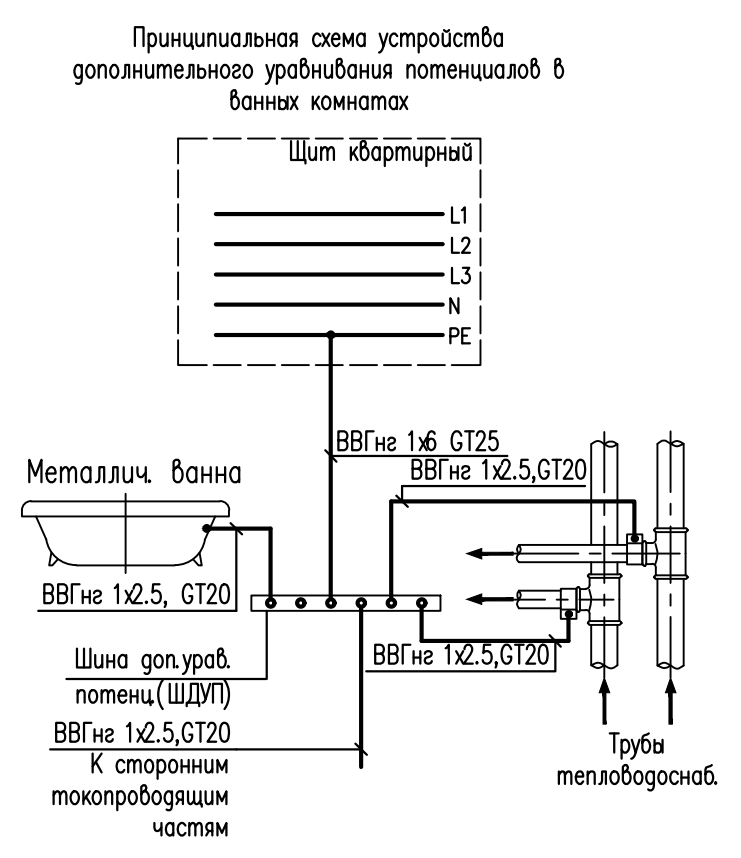 Принципиальная схема устройства
дополнительного уравнивания потенциалов в
ванных комнатах
Щит квартирный
L1
L2
L3
N
PE
ВВГнг 1х6 GT25
ВВГнг 1х2.5,GT20
Металлич. ванна
ВВГнг 1х2.5, GT20
ВВГнг 1х2.5,GT20
Шина доп.урав.
потенц.(ШДУП)
ВВГнг 1х2.5,GT20
К сторонним
токопроводящим
частям
Трубы
тепловодоснаб.